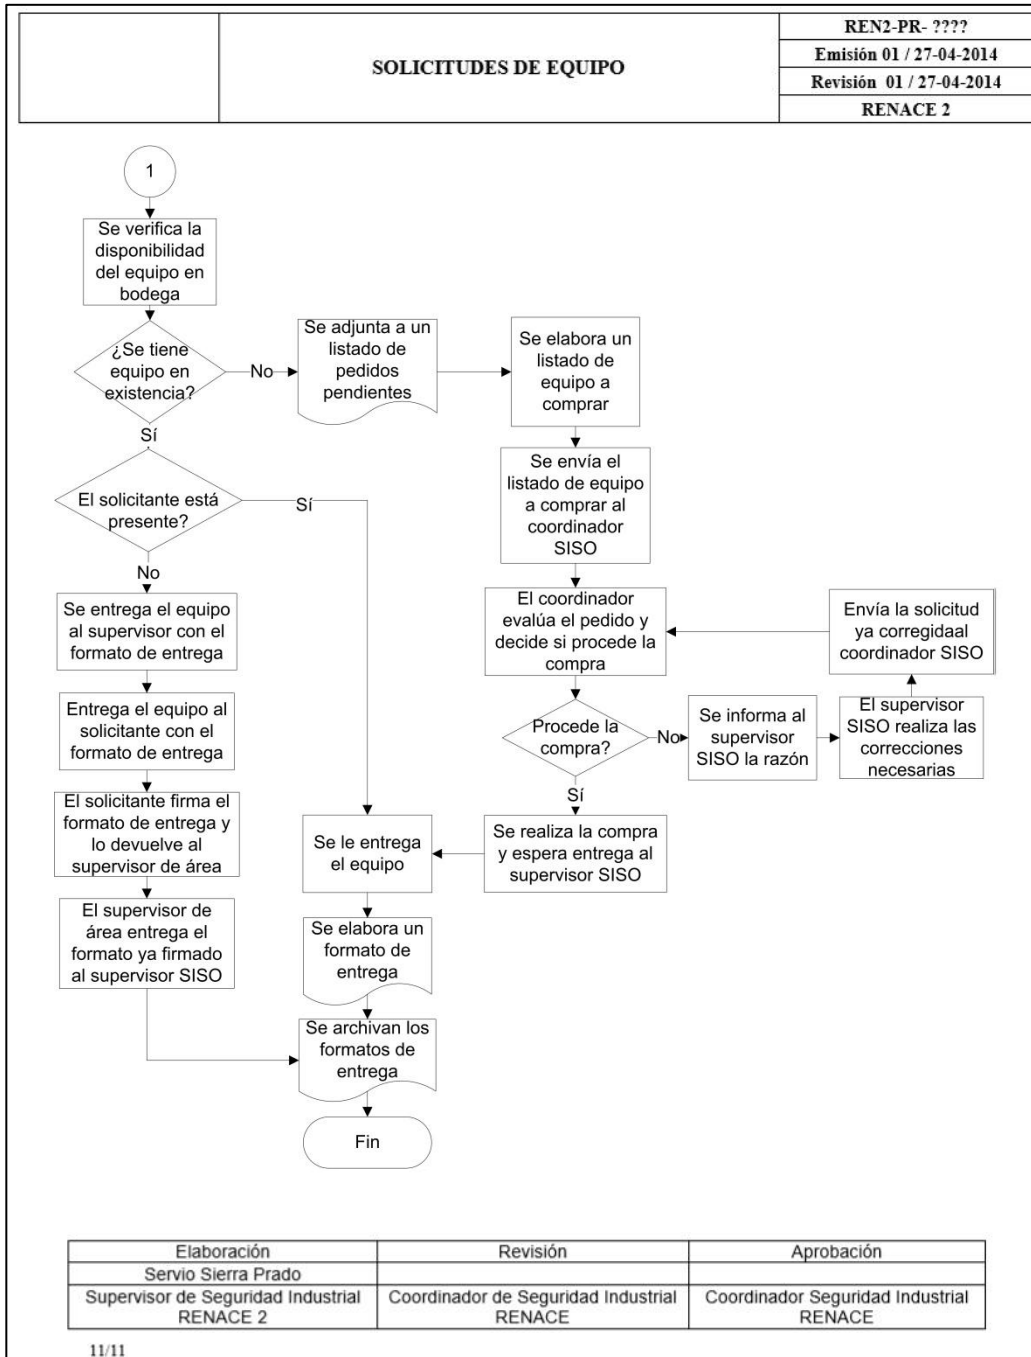 REN2-PR- ????
SOLICITUDES DE EQUIPO
Emisión 01 / 27-04-2014
Revisión 01 / 27-04-2014
RENACE 2
1
Se verifica la
disponibilidad
del equipo en
bodega
¿Se tiene
equipo en
existencia?
No
Se adjunta a un
listado de
pedidos
pendientes
Se elabora un
listado de
equipo a
comprar
Sí
Se envía el
listado de equipo
a comprar al
coordinador
SISO
El solicitante está
presente?
Sí
No
Se entrega el equipo
al supervisor con el
formato de entrega
El coordinador
evalúa el pedido y
decide si procede la
compra
Envía la solicitud
ya corregidaal
coordinador SISO
Entrega el equipo al
solicitante con el
formato de entrega
Procede la
compra?
No
Se informa al
supervisor
SISO la razón
El supervisor
SISO realiza las
correcciones
necesarias
Sí
El solicitante firma el
formato de entrega y
lo devuelve al
supervisor de área
Se le entrega
el equipo
Se realiza la compra
y espera entrega al
supervisor SISO
El supervisor de
área entrega el
formato ya firmado
al supervisor SISO
Se elabora un
formato de
entrega
Se archivan los
formatos de
entrega
Fin
Elaboración
Revisión
Aprobación
Servio Sierra Prado
Supervisor de Seguridad Industrial
RENACE 2
Coordinador de Seguridad Industrial
RENACE
Coordinador Seguridad Industrial
RENACE
11/11